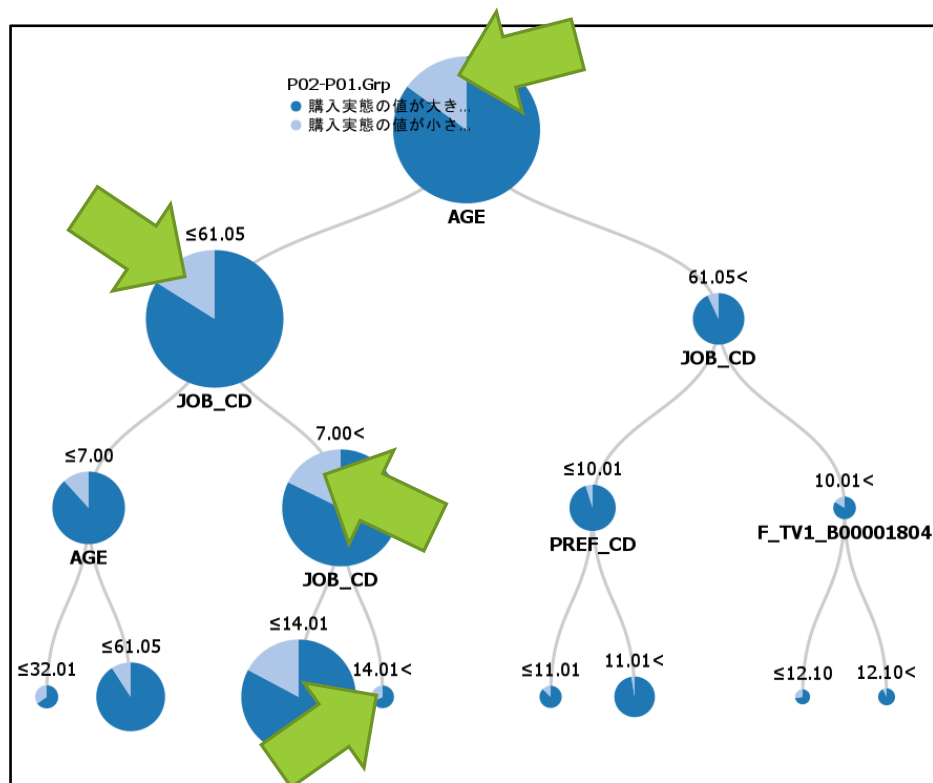 P02-P01.Grp
購入実態の値が大き...
購入実態の値が小さ...
AGE
≤61.05
61.05<
JOB_CD
JOB_CD
≤7.00
7.00<
≤10.01
10.01<
AGE
JOB_CD
PREF_CD
F_TV1_B00001804
≤32.01
≤61.05
≤14.01
14.01<
≤11.01
11.01<
≤12.10
12.10<